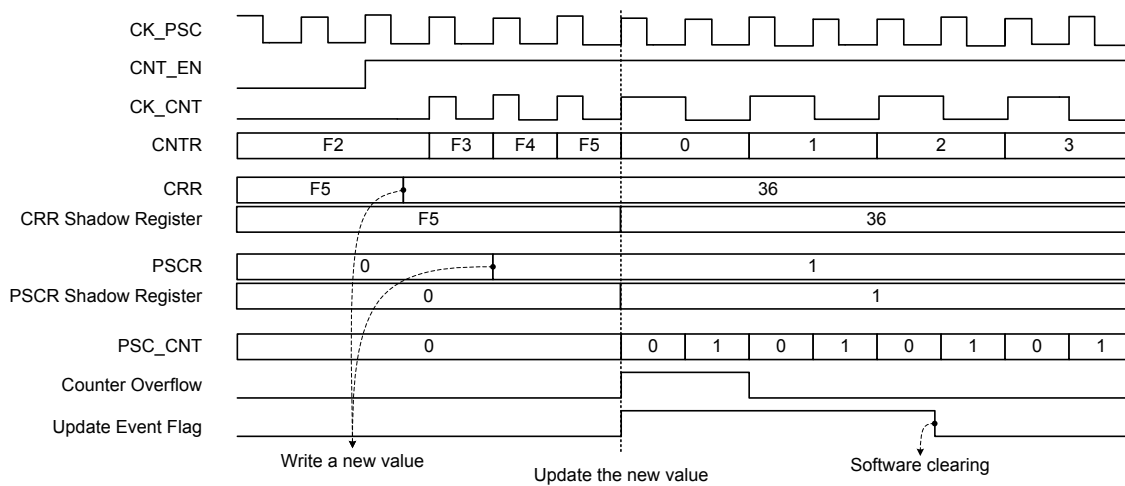 CK_PSC
CNT_EN
CK_CNT
CNTR F2 F3 F4 F5 0 1 2 3
CRR F5 36
CRR Shadow Register F5 36
PSCR 0 1
PSCR Shadow Register 0 1
PSC_CNT 0 0 1 0 1 0 1 0 1
Counter Overflow
Update Event Flag
Write a new value
Update the new value
Software clearing